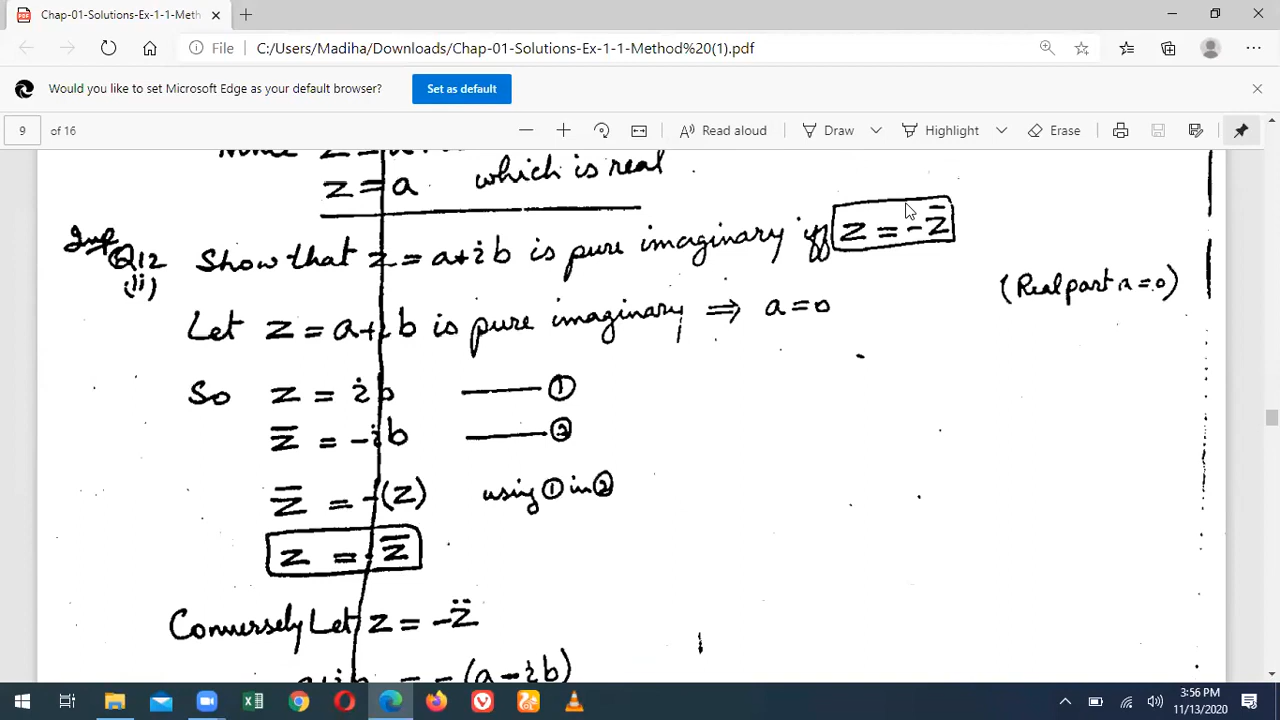 Chap-01-Solutions-Ex-1-1-Meth
File C:/Users/Madiha/Downloads/Chap-01-Solutions-Ex-1-1-Method%20(1).pdf
Would you like to set Microsoft Edge as your default browser? Set as default
9 of 16 Read aloud Draw Highlight Erase
z = a which is real
Imp Q12 (ii) Show that z = a+ib is pure imaginary iff z = -z̅
(Real part a = 0)
Let z = a+ib is pure imaginary ⟹ a = 0
So z = ib ——— ①
z̅ = -ib ——— ②
z̅ = -(z) using ① in ②
z = -z̅
Conversely Let z = -z̅
a+ib = -(a-ib)
3:56 PM
11/13/2020